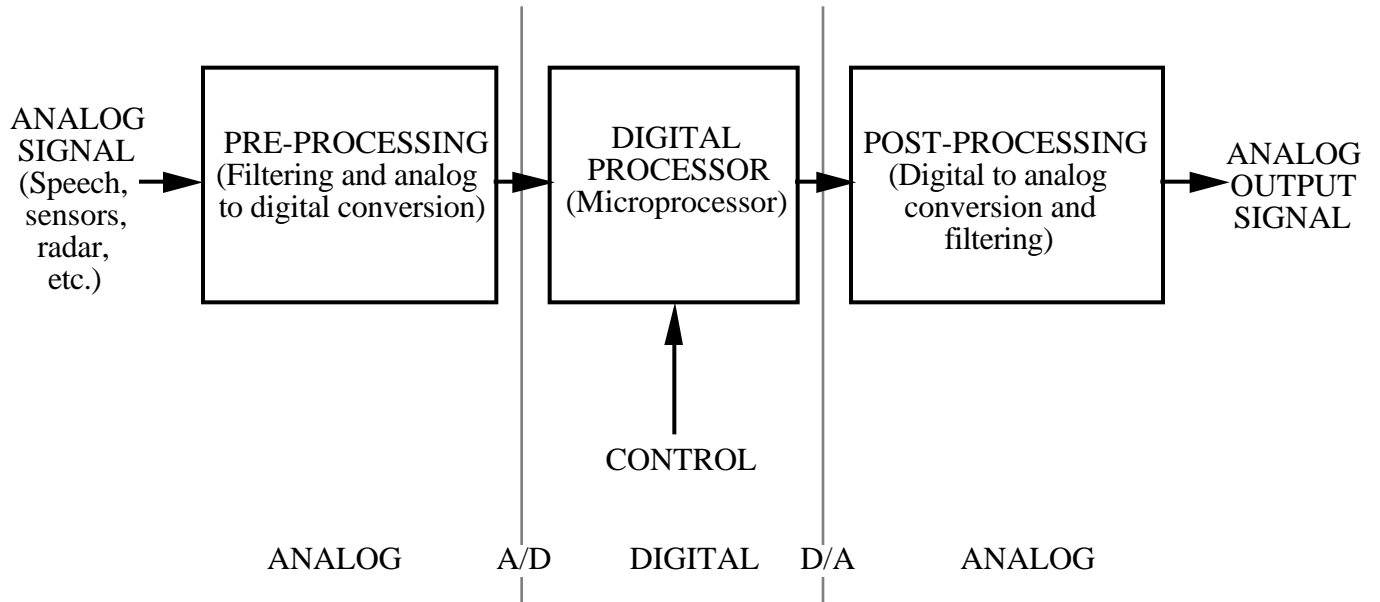 ANALOG
SIGNAL
(Speech,
sensors,
radar,
etc.)
PRE-PROCESSING
(Filtering and analog
to digital conversion)
DIGITAL
PROCESSOR
(Microprocessor)
POST-PROCESSING
(Digital to analog
conversion and
filtering)
ANALOG
OUTPUT
SIGNAL
CONTROL
ANALOG
A/D
DIGITAL
D/A
ANALOG